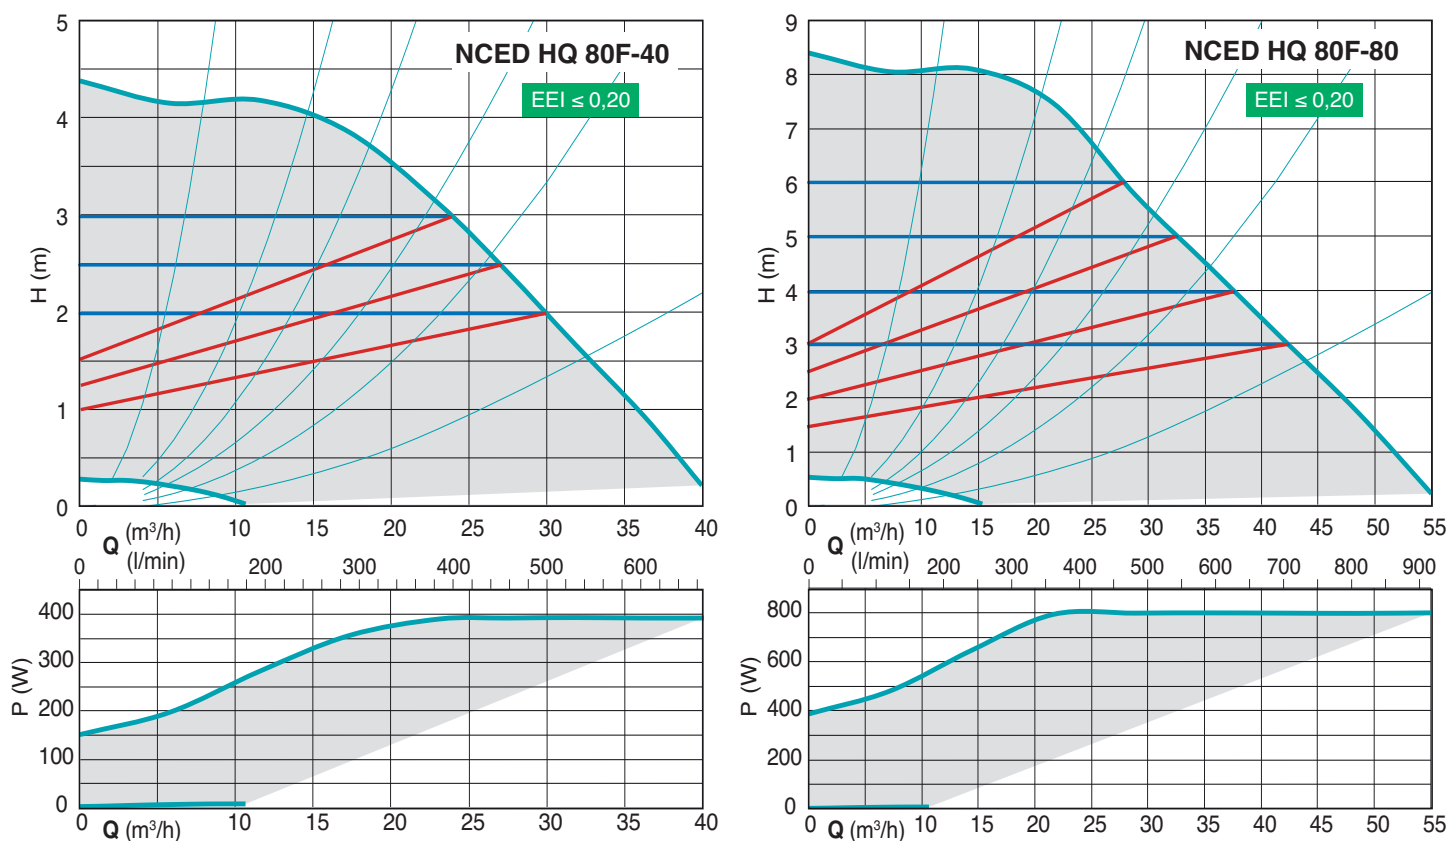 NCED HQ 80F-40
EEI ≤ 0,20
H (m)
5
4
3
2
1
0
0 5 10 15 20 25 30 35 40
Q (m³/h)
(l/min)
0 200 300 400 500 600
P (W)
400
300
200
100
0
0 10 15 20 25 30 35 40
Q (m³/h)
NCED HQ 80F-80
EEI ≤ 0,20
H (m)
9
8
7
6
5
4
3
2
1
0
0 10 15 20 25 30 35 40 45 50 55
Q (m³/h)
(l/min)
0 200 300 400 500 600 700 800 900
P (W)
800
600
400
200
0
0 10 15 20 25 30 35 40 45 50 55
Q (m³/h)